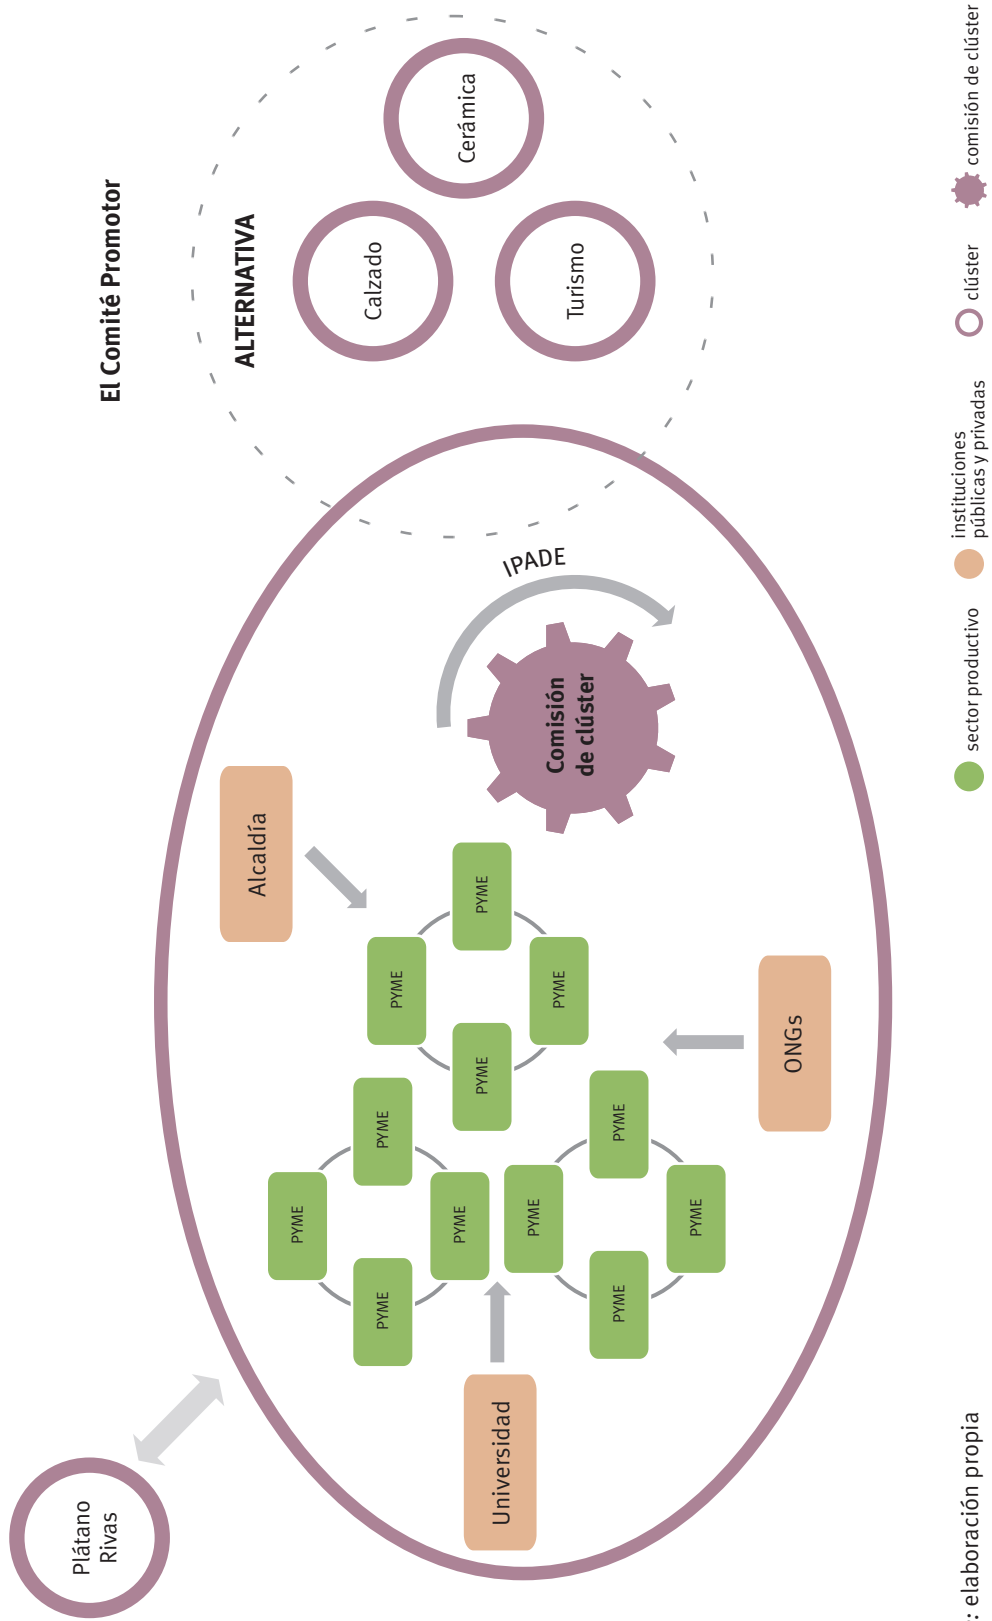 El Comité Promotor
Plátano
Rivas
ALTERNATIVA
Calzado
Cerámica
Turismo
Alcaldía
IPADE
Comisión
de clúster
PYME
PYME
PYME
PYME
PYME
PYME
PYME
PYME
PYME
PYME
PYME
PYME
Universidad
ONGs
sector productivo
instituciones
públicas y privadas
clúster
comisión de clúster
: elaboración propia